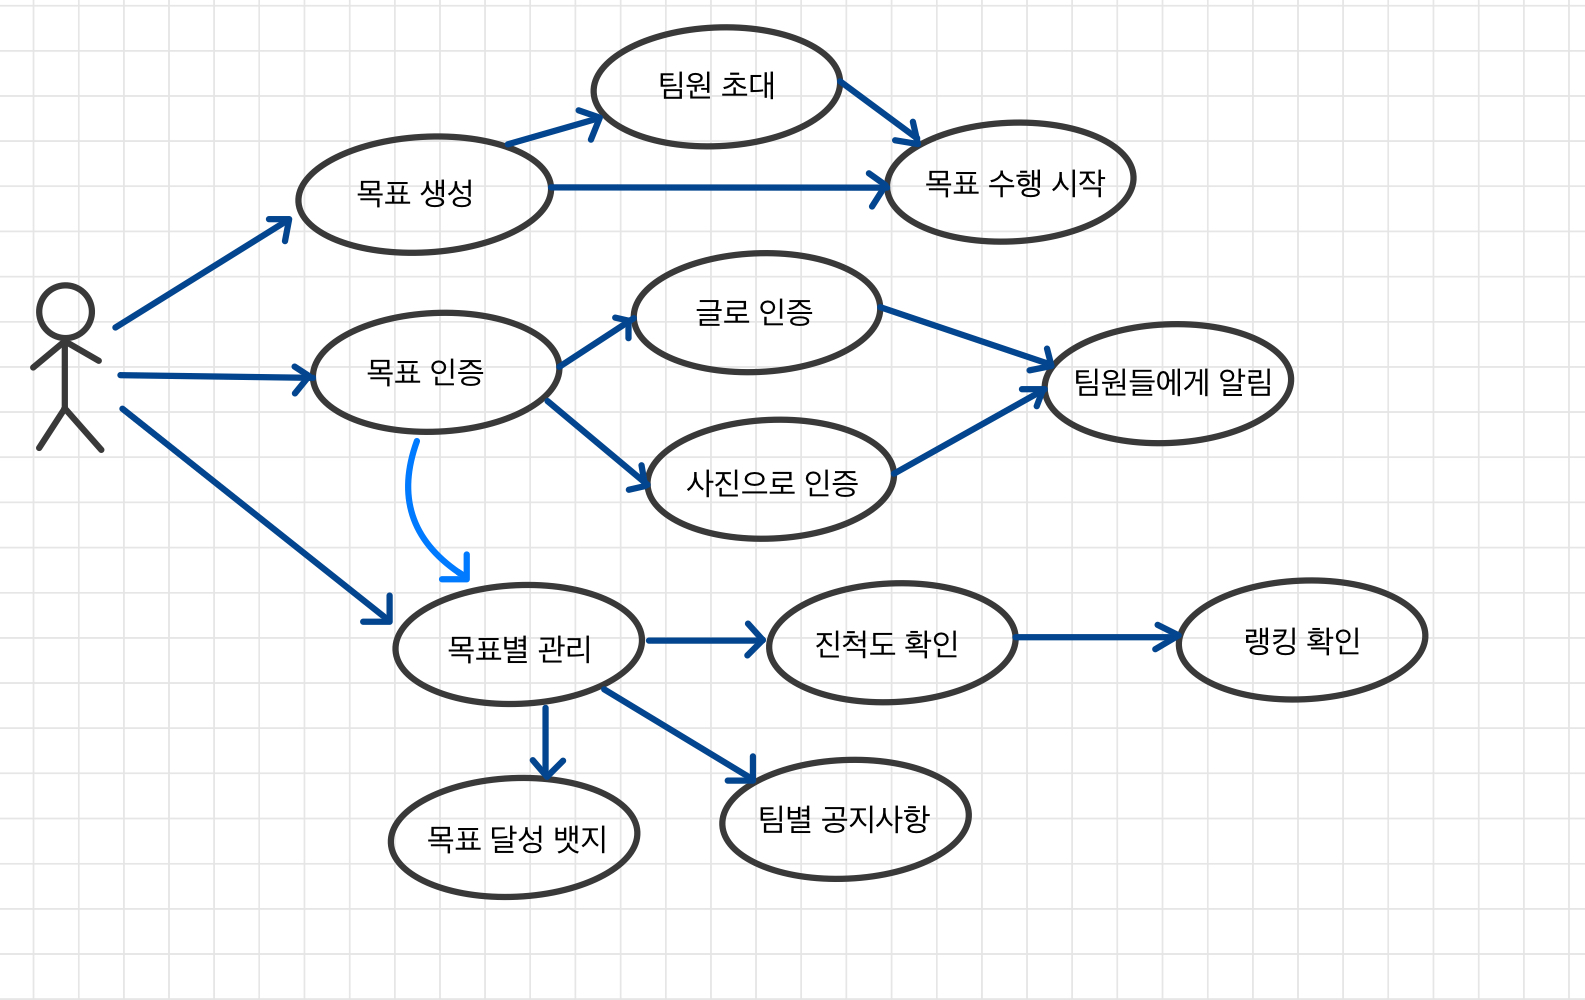 팀원 초대
목표 생성
목표 수행 시작
글로 인증
목표 인증
팀원들에게 알림
사진으로 인증
목표별 관리
진척도 확인
랭킹 확인
목표 달성 뱃지
팀별 공지사항